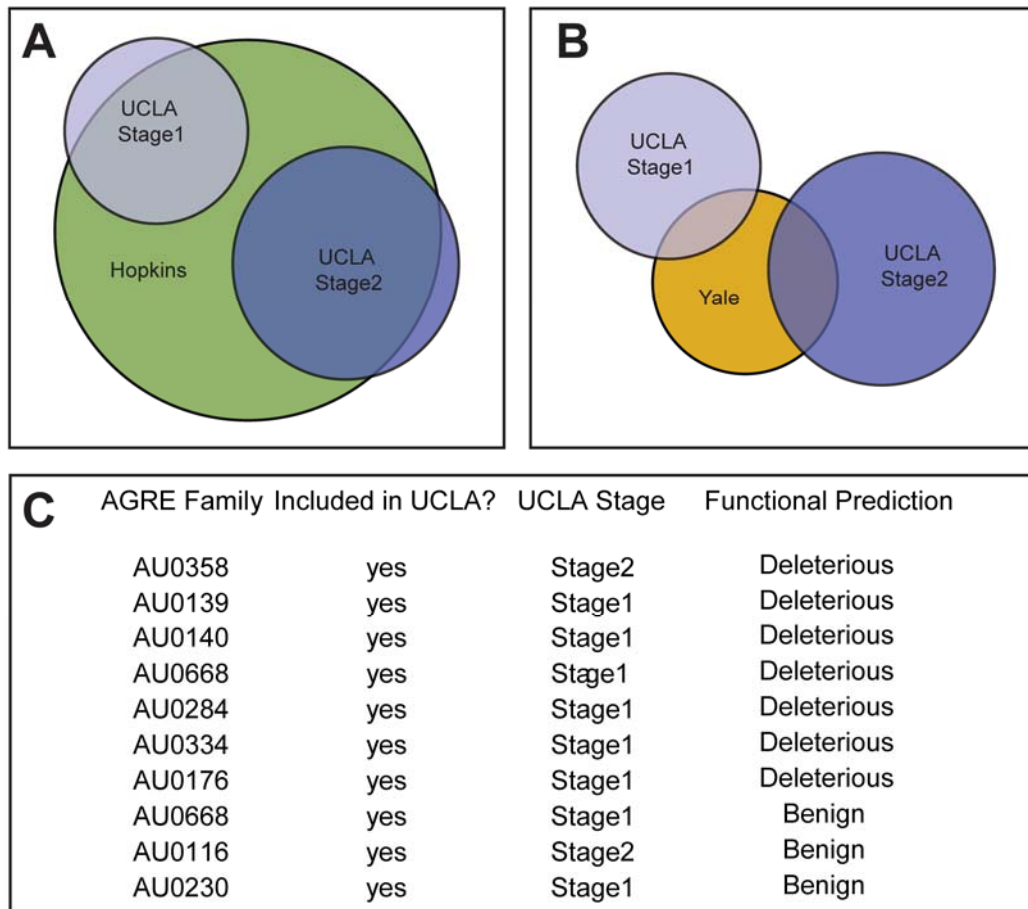 A
UCLA
Stage1
Hopkins
UCLA
Stage2
B
UCLA
Stage1
Yale
UCLA
Stage2
C
AGRE Family Included in UCLA? UCLA Stage Functional Prediction
AU0358 yes Stage2 Deleterious
AU0139 yes Stage1 Deleterious
AU0140 yes Stage1 Deleterious
AU0668 yes Stage1 Deleterious
AU0284 yes Stage1 Deleterious
AU0334 yes Stage1 Deleterious
AU0176 yes Stage1 Deleterious
AU0668 yes Stage1 Benign
AU0116 yes Stage2 Benign
AU0230 yes Stage1 Benign